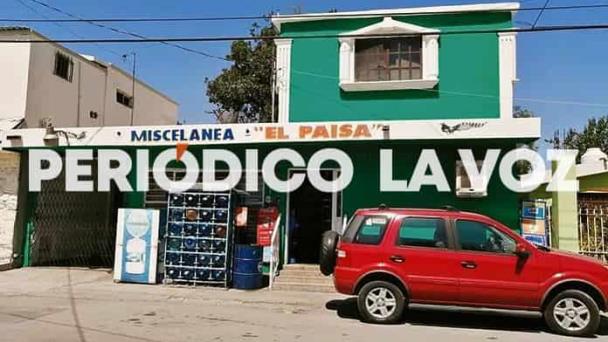 MISCELANEA "EL PAISA"
PERIÓDICO LA VOZ